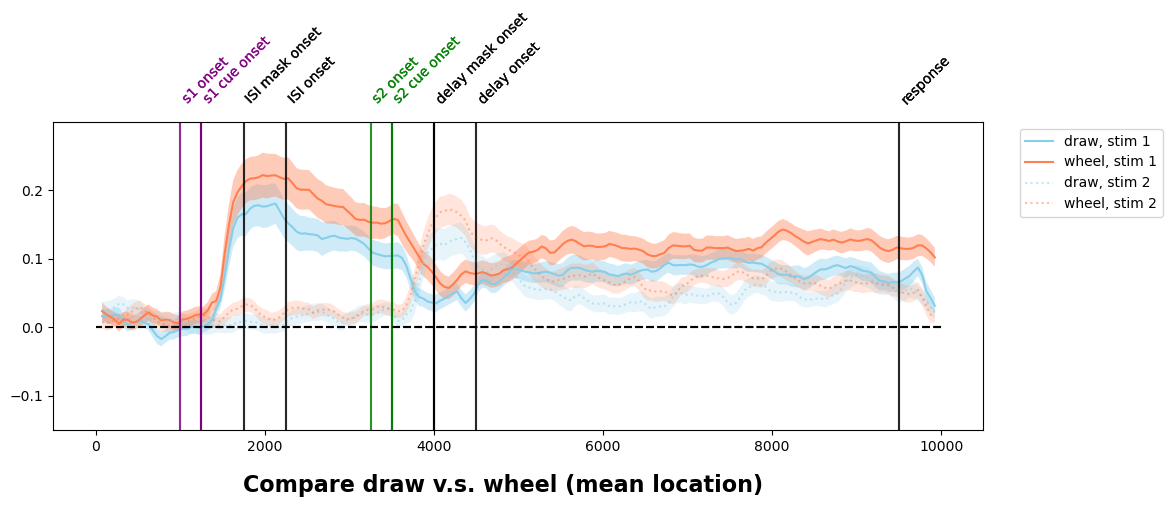 s1 onset
s1 cue onset
ISI mask onset
ISI onset
s2 onset
s2 cue onset
delay mask onset
delay onset
response
draw, stim 1
wheel, stim 1
draw, stim 2
wheel, stim 2
0.2
0.1
0.0
−0.1
0
2000
4000
6000
8000
10000
Compare draw v.s. wheel (mean location)